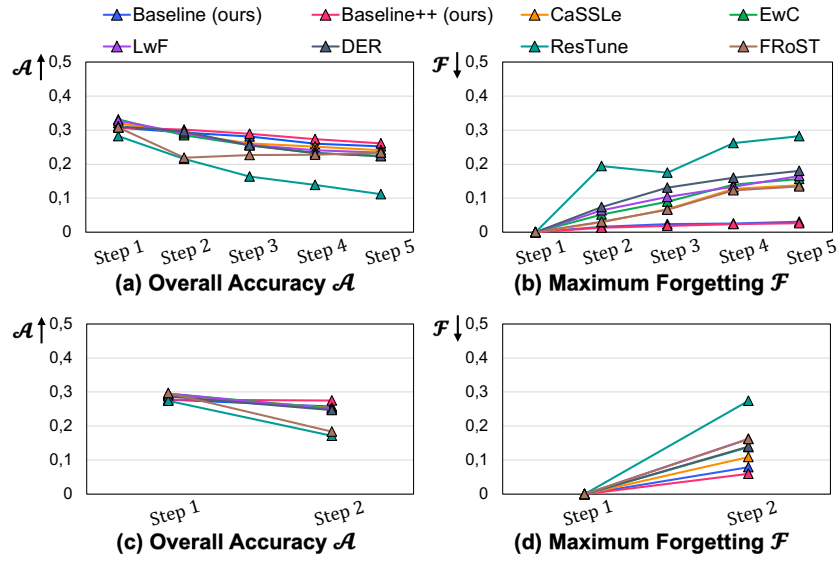 Baseline (ours) Baseline++ (ours) CaSSLe EwC
LwF DER ResTune FRoST
𝒜 ↑ 0,5
0,4
0,3
0,2
0,1
0
Step 1 Step 2 Step 3 Step 4 Step 5
(a) Overall Accuracy 𝒜
ℱ ↓ 0,5
0,4
0,3
0,2
0,1
0
Step 1 Step 2 Step 3 Step 4 Step 5
(b) Maximum Forgetting ℱ
𝒜 ↑ 0,5
0,4
0,3
0,2
0,1
0
Step 1 Step 2
(c) Overall Accuracy 𝒜
ℱ ↓ 0,5
0,4
0,3
0,2
0,1
0
Step 1 Step 2
(d) Maximum Forgetting ℱ